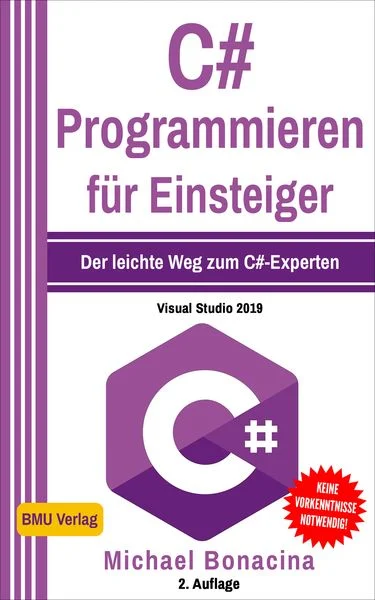 C#
Programmieren
für Einsteiger
Der leichte Weg zum C#-Experten
Visual Studio 2019
C#
KEINE
VORKENNTNISSE
NOTWENDIG!
BMU Verlag
Michael Bonacina
2. Auflage